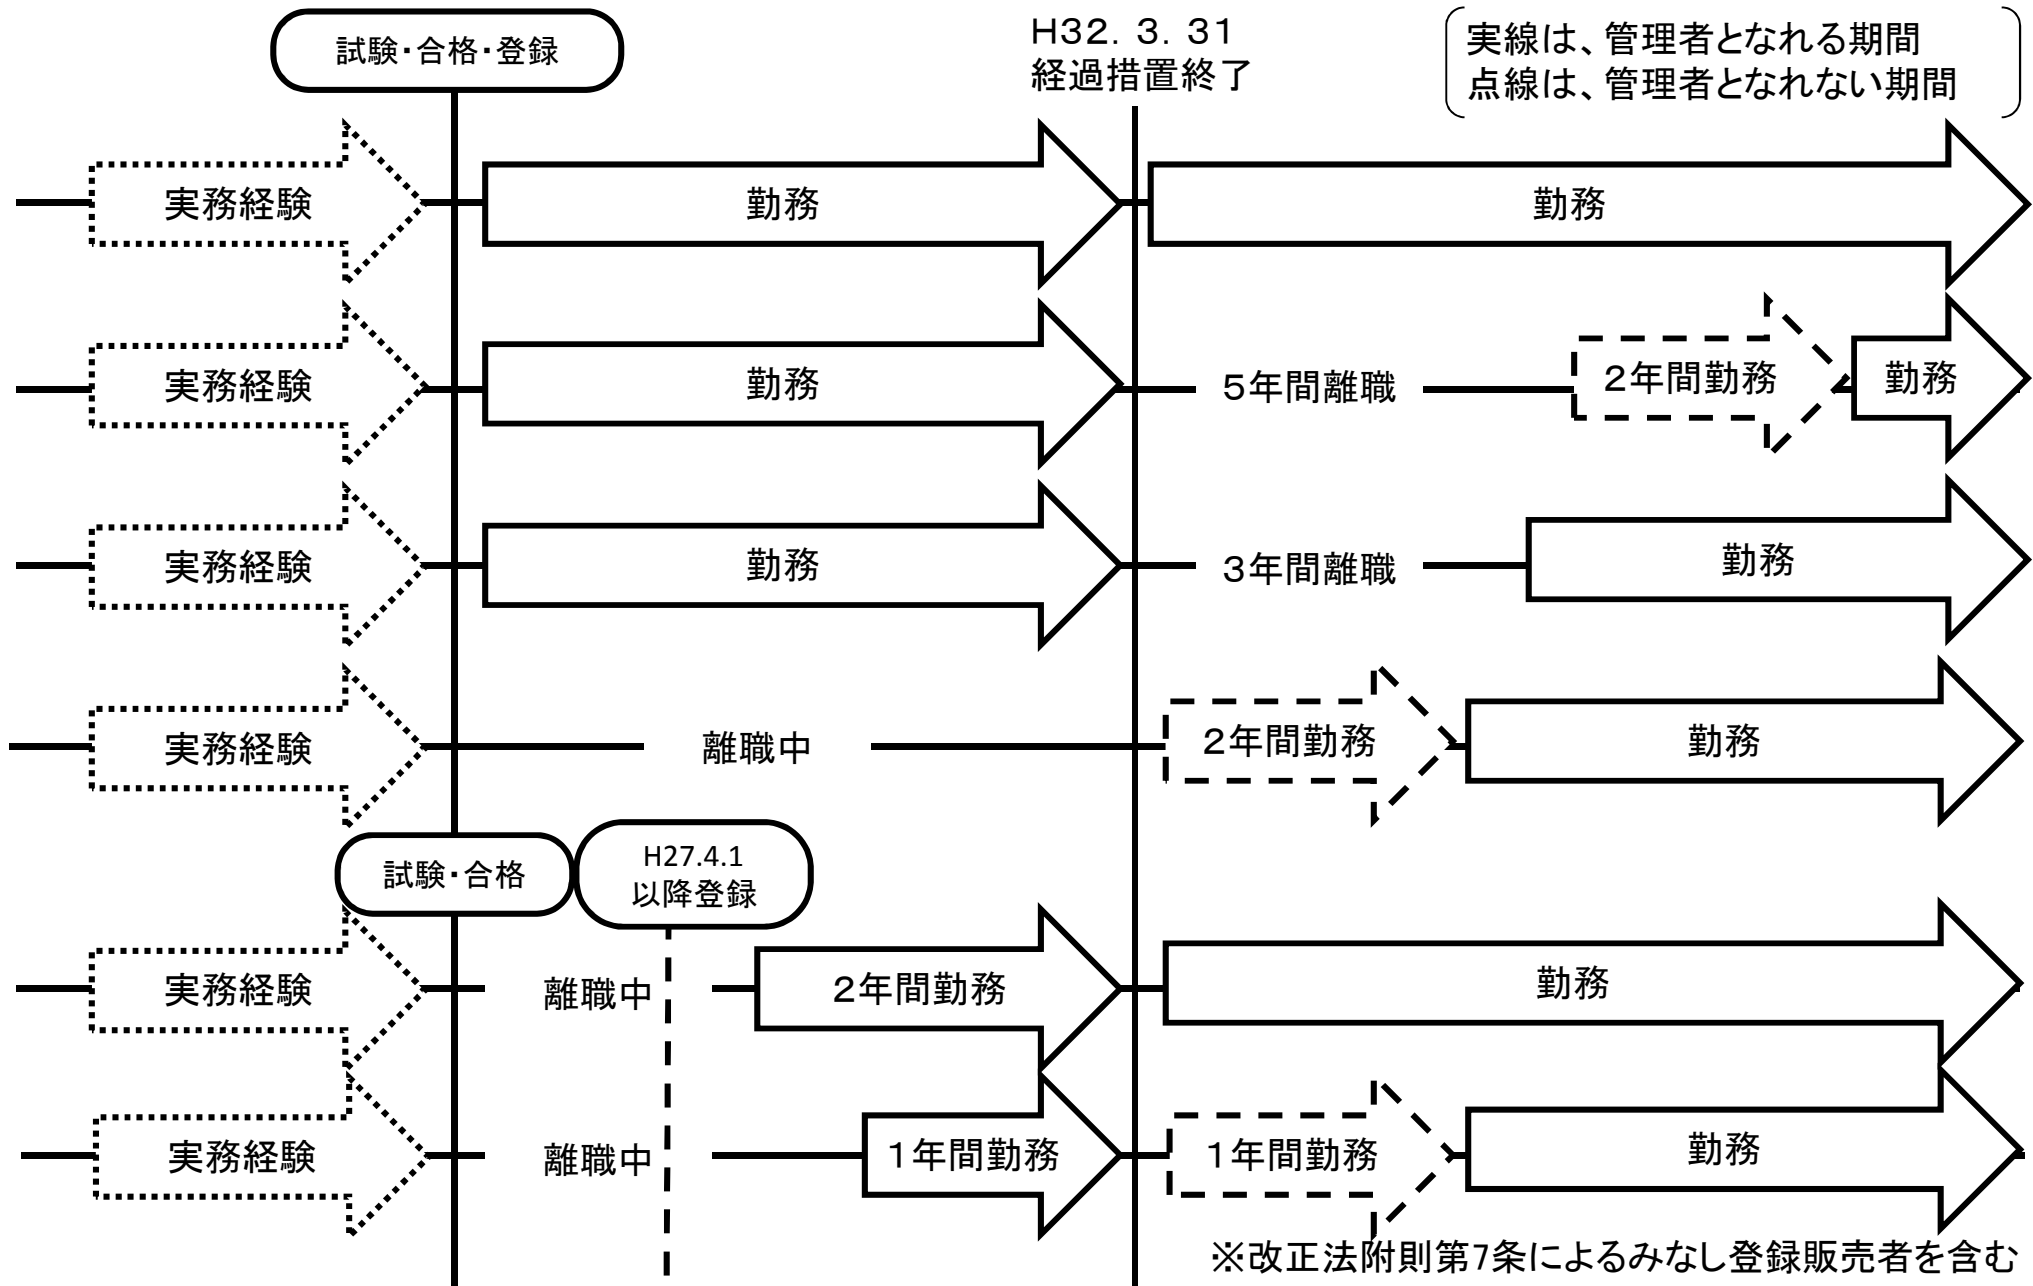 試験・合格・登録
H32．3．31
経過措置終了
実線は、管理者となれる期間
点線は、管理者となれない期間
実務経験
勤務
勤務
実務経験
勤務
5年間離職
2年間勤務
勤務
実務経験
勤務
3年間離職
勤務
実務経験
離職中
2年間勤務
勤務
試験・合格
H27.4.1
以降登録
実務経験
離職中
2年間勤務
勤務
実務経験
離職中
1年間勤務
1年間勤務
勤務
※改正法附則第7条によるみなし登録販売者を含む